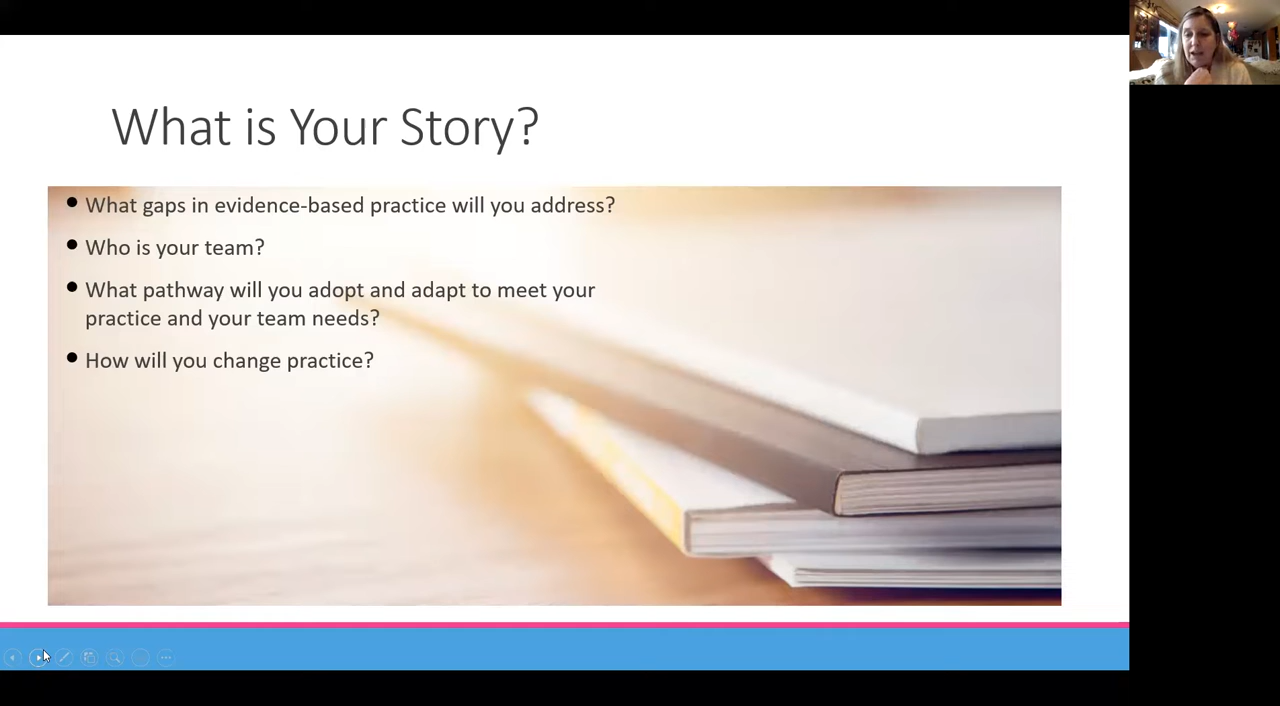 What is Your Story?
• What gaps in evidence-based practice will you address?
• Who is your team?
• What pathway will you adopt and adapt to meet your
practice and your team needs?
• How will you change practice?